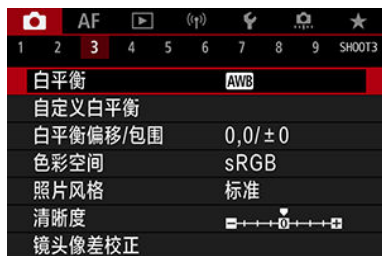 AF
1 2 3 4 5 6 7 8 9 SHOOT3
白平衡 AWB
自定义白平衡
白平衡偏移/包围 0,0/±0
色彩空间 sRGB
照片风格 标准
清晰度 0
镜头像差校正